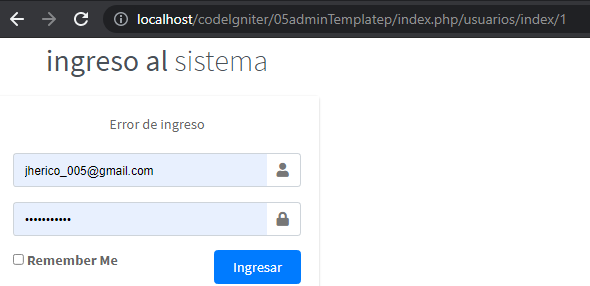 localhost/codeIgniter/05adminTemplatep/index.php/usuarios/index/1
ingreso al sistema
Error de ingreso
jherico_005@gmail.com
•••••••••••
Remember Me
Ingresar